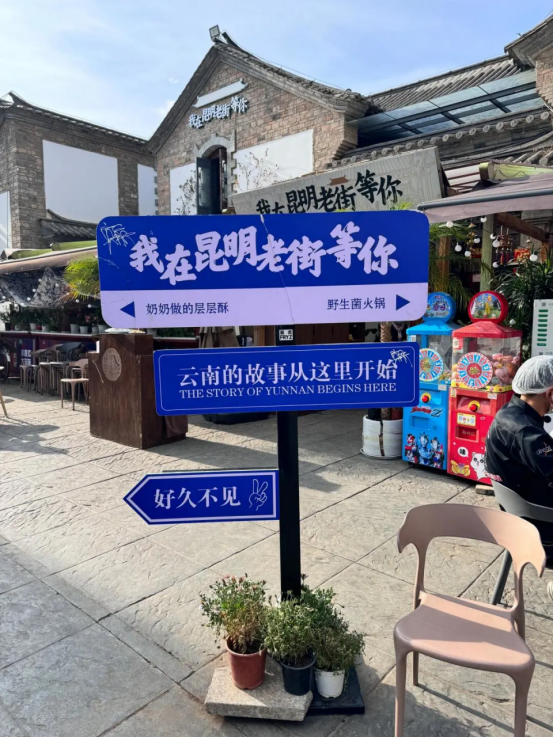 我在昆明老街等你
我在昆明老街等你
我在昆明老街等你
奶奶做的层层酥
野生菌火锅
云南的故事从这里开始
THE STORY OF YUNNAN BEGINS HERE
好久不见